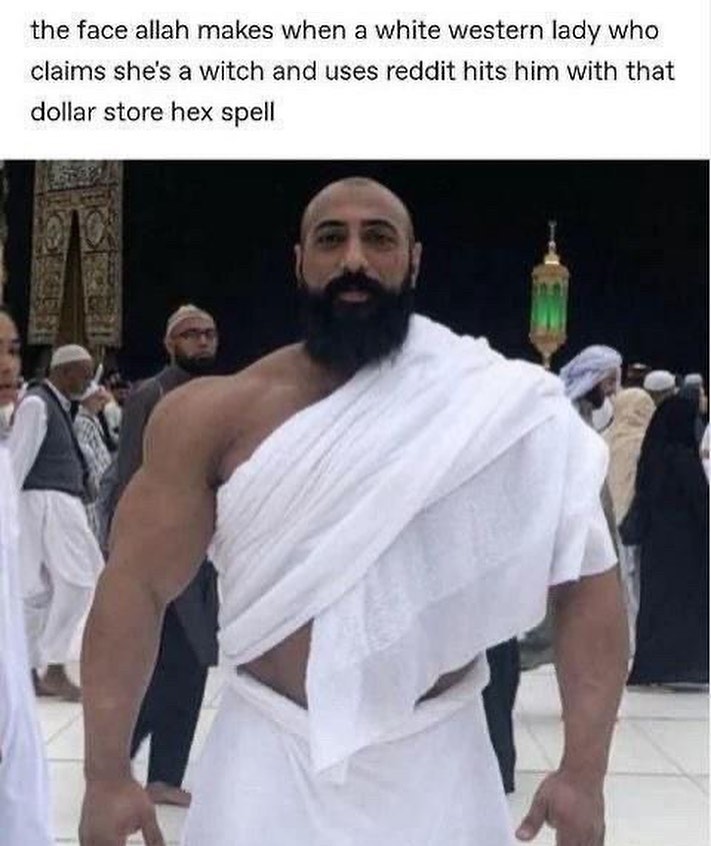 the face allah makes when a white western lady who
claims she's a witch and uses reddit hits him with that
dollar store hex spell